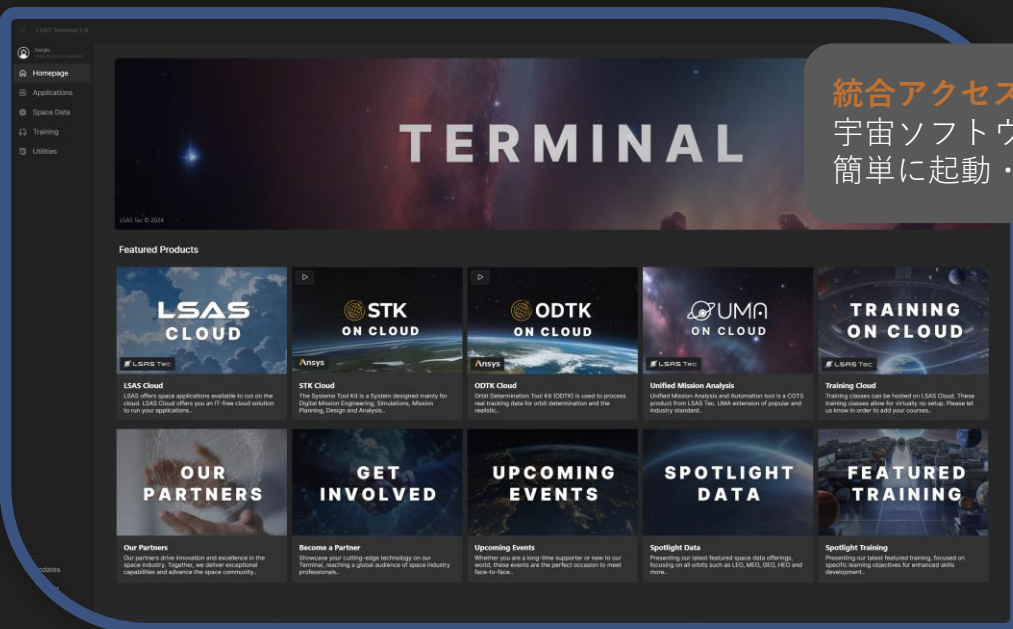 LSAS Terminal 2.0
Sergio
Homepage
Applications
Space Data
Training
Utilities
TERMINAL
LSAS Tec © 2024
統合アクセス
宇宙ソフトウ
簡単に起動・
Featured Products
LSAS
CLOUD
LSAS Tec
LSAS Cloud
LSAS offers space applications available to run on the
cloud. LSAS Cloud offers you an IT-free cloud solution
to run your applications..
STK
ON CLOUD
Ansys
STK Cloud
The Systems Tool Kit is a System designed mainly for
Digital Mission Engineering, Simulations, Mission
Planning, Design and Analysis..
ODTK
ON CLOUD
Ansys
ODTK Cloud
Orbit Determination Tool Kit (ODTK) is used to process
real tracking data for orbit determination and the
realistic..
UMA
ON CLOUD
LSAS Tec
Unified Mission Analysis
Unified Mission Analysis and Automation tool is a COTS
product from LSAS Tec. UMA extension of popular and
industry standard..
TRAINING
ON CLOUD
LSAS Tec
Training Cloud
Training classes can be hosted on LSAS Cloud. These
training classes allow for virtually no setup. Please let
us know in order to add your courses..
OUR
PARTNERS
Our Partners
Our partners drive innovation and excellence in the
space industry. Together, we deliver exceptional
capabilities and advance the space community..
GET
INVOLVED
Become a Partner
Showcase your cutting-edge technology on our
Terminal, reaching a global audience of space industry
professionals..
UPCOMING
EVENTS
Upcoming Events
Whether you are a long-time supporter or new to our
world, these events are the perfect occasion to meet
face-to-face..
SPOTLIGHT
DATA
Spotlight Data
Presenting our latest featured space data offerings,
focusing on all orbits such as LEO, MEO, GEO, HEO and
more..
FEATURED
TRAINING
Spotlight Training
Presenting our latest featured training, focused on
specific learning objectives for enhanced skills
development..
pdates